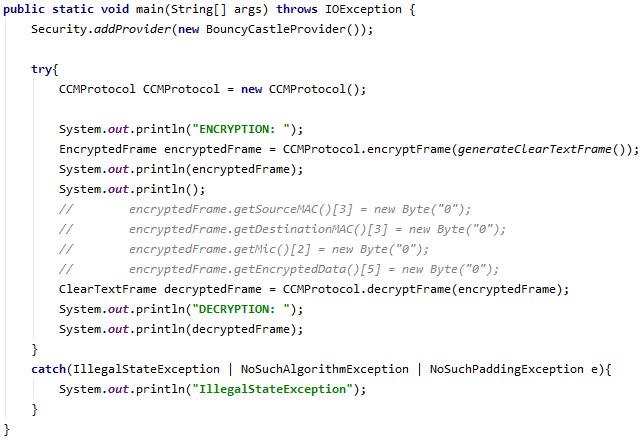 public static void main(String[] args) throws IOException {
    Security.addProvider(new BouncyCastleProvider());

    try{
        CCMProtocol CCMProtocol = new CCMProtocol();

        System.out.println("ENCRYPTION: ");
        EncryptedFrame encryptedFrame = CCMProtocol.encryptFrame(generateClearTextFrame());
        System.out.println(encryptedFrame);
        System.out.println();
        //        encryptedFrame.getSourceMAC()[3] = new Byte("0");
        //        encryptedFrame.getDestinationMAC()[3] = new Byte("0");
        //        encryptedFrame.getMic()[2] = new Byte("0");
        //        encryptedFrame.getEncryptedData()[5] = new Byte("0");
        ClearTextFrame decryptedFrame = CCMProtocol.decryptFrame(encryptedFrame);
        System.out.println("DECRYPTION: ");
        System.out.println(decryptedFrame);
    }
    catch(IllegalStateException | NoSuchAlgorithmException | NoSuchPaddingException e){
        System.out.println("IllegalStateException");
    }
}